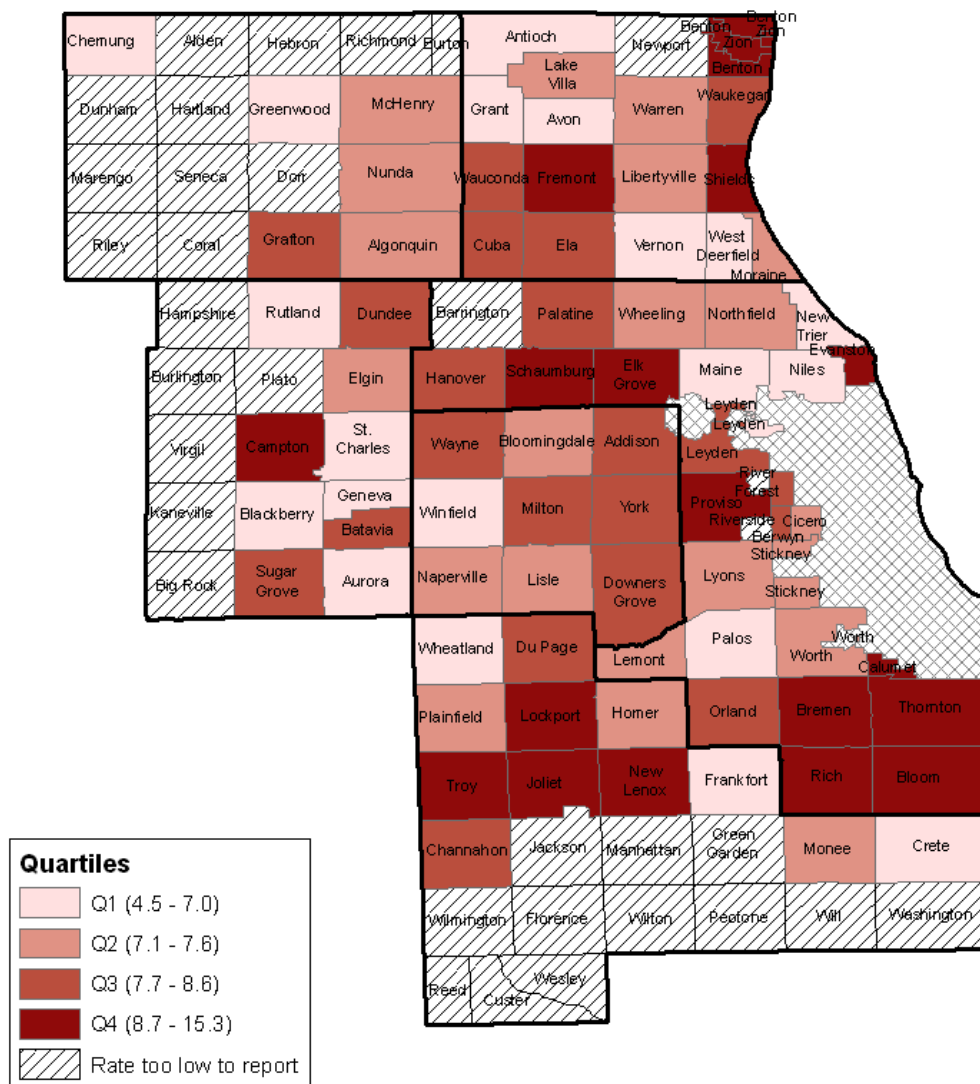 Chemung Alden Hebron Richmond Burton Antioch Newport Benton Benton
Zion Zion
Lake Villa
Benton
Dunham Hartland Greenwood McHenry Grant Avon Warren Waukegan
Marengo Seneca Dorr Nunda Wauconda Fremont Libertyville Shields
Riley Coral Grafton Algonquin Cuba Ela Vernon West Deerfield
Moraine
Hampshire Rutland Dundee Barrington Palatine Wheeling Northfield New Trier
Evanston
Burlington Plato Elgin Hanover Schaumburg Elk Grove Maine Niles
Leyden
Leyden
Virgil Campton St. Charles Wayne Bloomingdale Addison Leyden
River Forest
Kaneville Blackberry Geneva Winfield Milton York Proviso
Batavia Riverside Cicero
Berwyn
Stickney
Big Rock Sugar Grove Aurora Naperville Lisle Downers Grove Lyons Stickney
Wheatland Du Page Lemont Palos Worth Worth
Calumet
Plainfield Lockport Homer Orland Bremen Thornton
Troy Joliet New Lenox Frankfort Rich Bloom
Channahon Jackson Manhattan Green Garden Monee Crete
Wilmington Florence Wilton Peotone Will Washington
Reed Custer Wesley
Quartiles
Q1 (4.5 - 7.0)
Q2 (7.1 - 7.6)
Q3 (7.7 - 8.6)
Q4 (8.7 - 15.3)
Rate too low to report